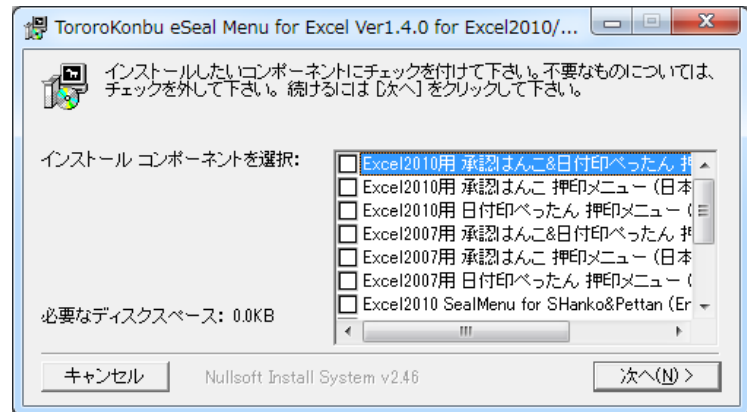 TororoKonbu eSeal Menu for Excel Ver1.4.0 for Excel2010/...
インストールしたいコンポーネントにチェックを付けて下さい。不要なものについては、
チェックを外して下さい。続けるには [次へ] をクリックして下さい。
インストール コンポーネントを選択:
Excel2010用 承認はんこ&日付印ぺったん 押
Excel2010用 承認はんこ 押印メニュー (日本
Excel2010用 日付印ぺったん 押印メニュー (
Excel2007用 承認はんこ&日付印ぺったん 押
Excel2007用 承認はんこ 押印メニュー (日本
Excel2007用 日付印ぺったん 押印メニュー (
Excel2010 SealMenu for SHanko&Pettan (Er
必要なディスクスペース: 0.0KB
キャンセル
Nullsoft Install System v2.46
次へ(N) >